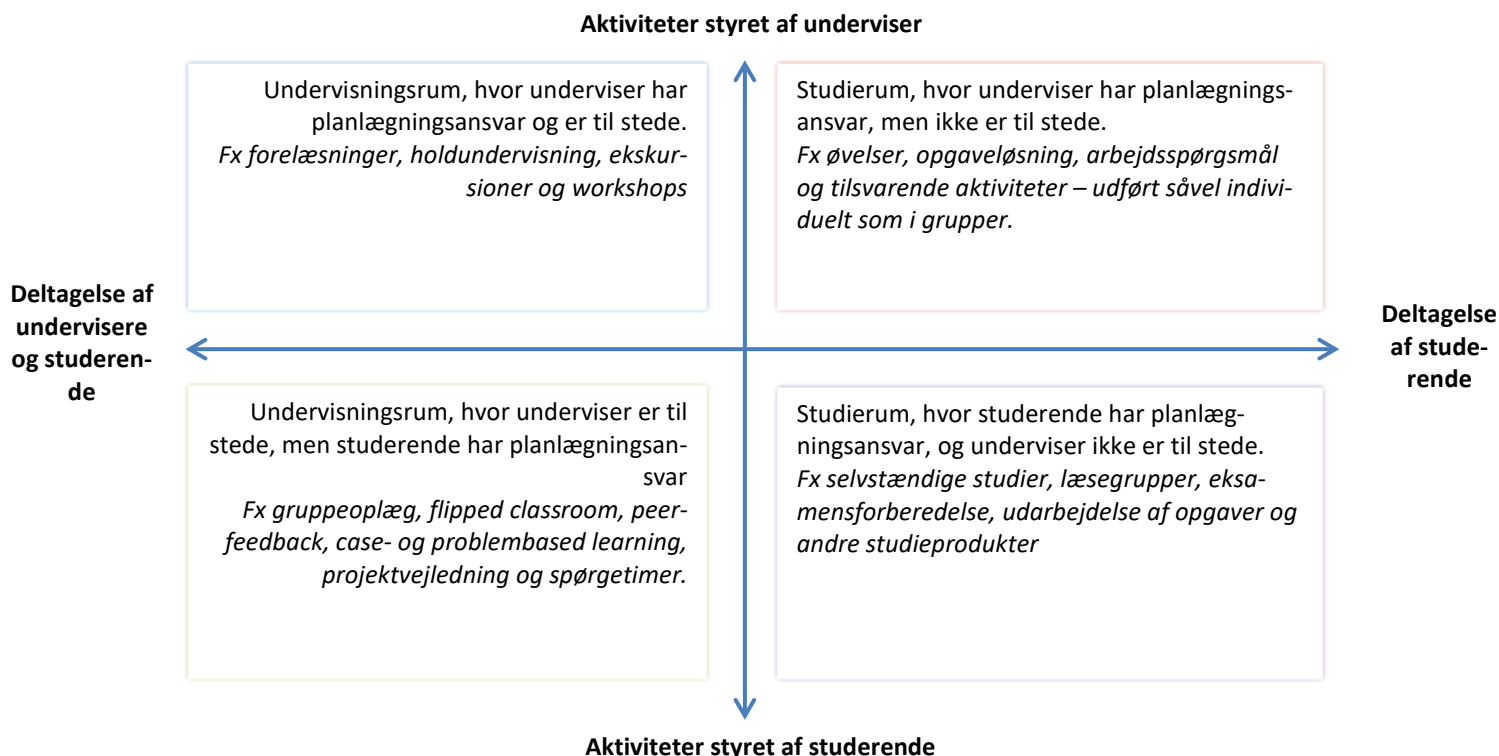 Aktiviteter styret af underviser
Undervisningsrum, hvor underviser har
planlægningsansvar og er til stede.
Fx forelæsninger, holdundervisning, ekskur-
sioner og workshops
Studierum, hvor underviser har planlægnings-
ansvar, men ikke er til stede.
Fx øvelser, opgaveløsning, arbejdsspørgsmål
og tilsvarende aktiviteter – udført såvel indivi-
duelt som i grupper.
Deltagelse af
undervisere
og studeren-
de
Deltagelse
af stude-
rende
Undervisningsrum, hvor underviser er til
stede, men studerende har planlægningsan-
svar
Fx gruppeoplæg, flipped classroom, peer-
feedback, case- og problembased learning,
projektvejledning og spørgetimer.
Studierum, hvor studerende har planlæg-
ningsansvar, og underviser ikke er til stede.
Fx selvstændige studier, læsegrupper, eksa-
mensforberedelse, udarbejdelse af opgaver og
andre studieprodukter
Aktiviteter styret af studerende